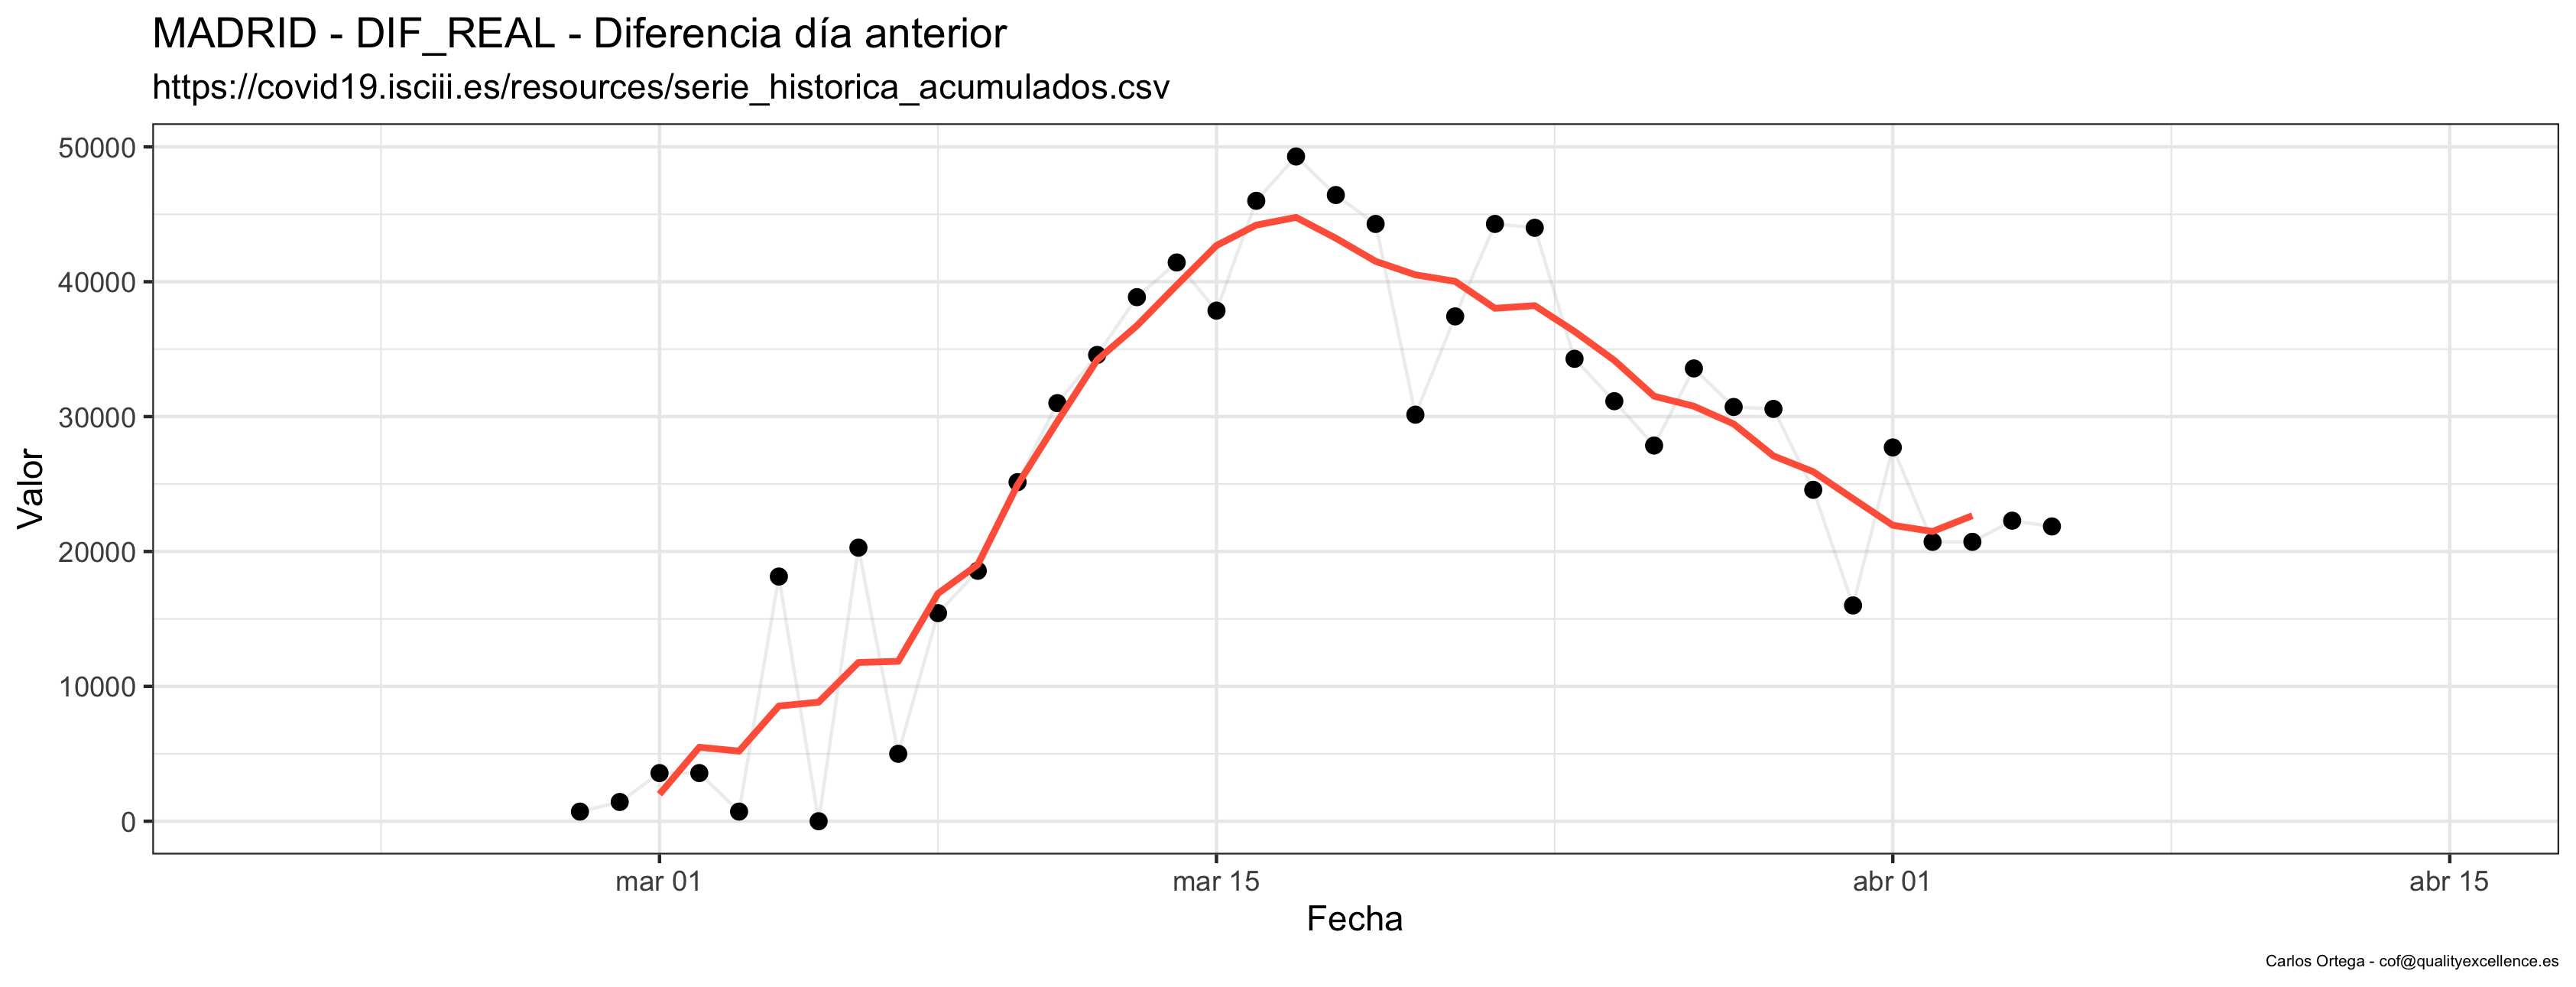 MADRID - DIF_REAL - Diferencia día anterior
https://covid19.isciii.es/resources/serie_historica_acumulados.csv
50000
40000
30000
20000
10000
0
Valor
mar 01
mar 15
abr 01
abr 15
Fecha
Carlos Ortega - cof@qualityexcellence.es